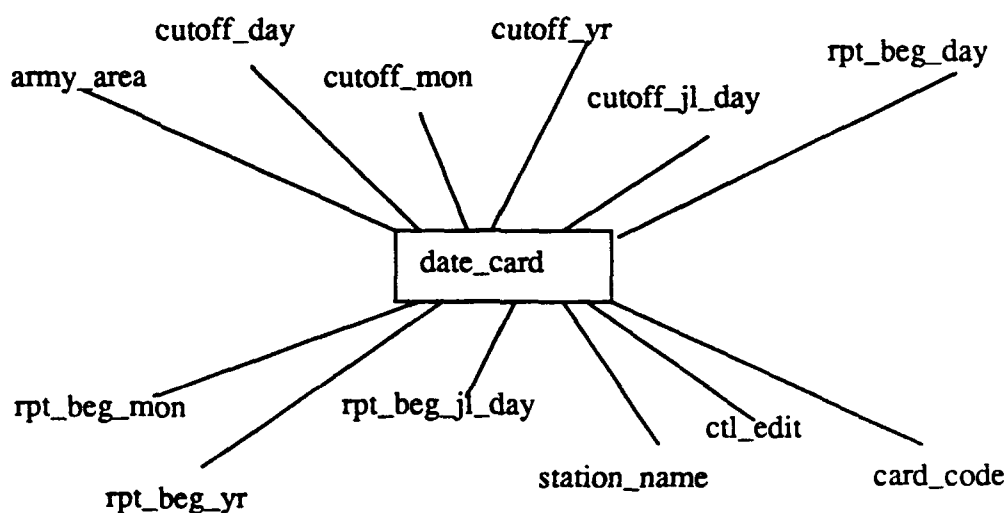 cutoff_day
cutoff_yr
rpt_beg_day
army_area
cutoff_mon
cutoff_jl_day
date_card
rpt_beg_mon
rpt_beg_jl_day
ctl_edit
station_name
card_code
rpt_beg_yr